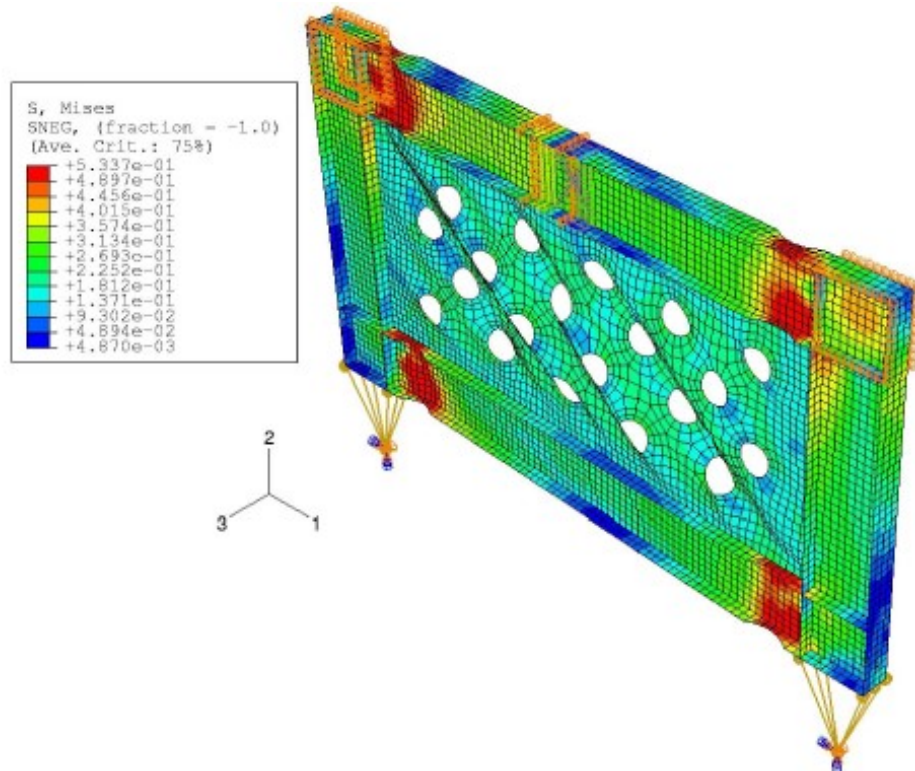 S, Mises
SNEG, (fraction = -1.0)
(Ave. Crit.: 75%)
+5.337e-01
+4.897e-01
+4.456e-01
+4.015e-01
+3.574e-01
+3.134e-01
+2.693e-01
+2.252e-01
+1.812e-01
+1.371e-01
+9.302e-02
+4.894e-02
+4.870e-03
2
3
1